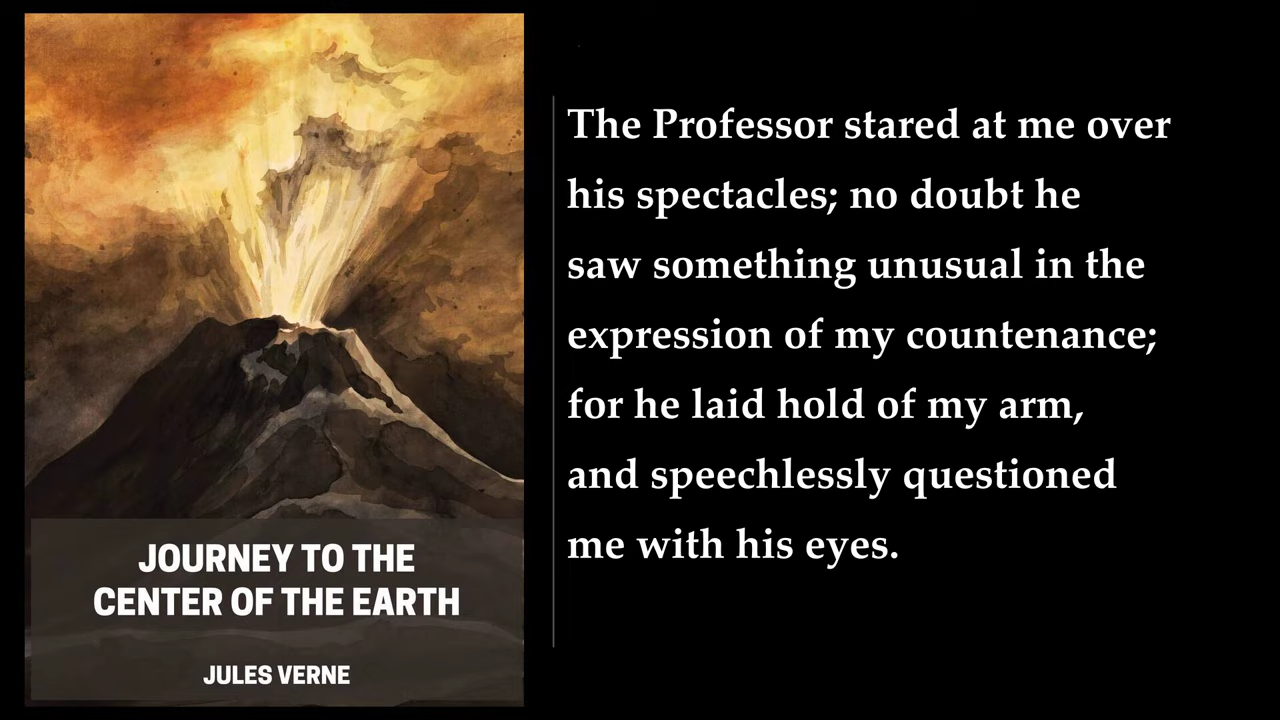 JOURNEY TO THE
CENTER OF THE EARTH
JULES VERNE
The Professor stared at me over
his spectacles; no doubt he
saw something unusual in the
expression of my countenance;
for he laid hold of my arm,
and speechlessly questioned
me with his eyes.